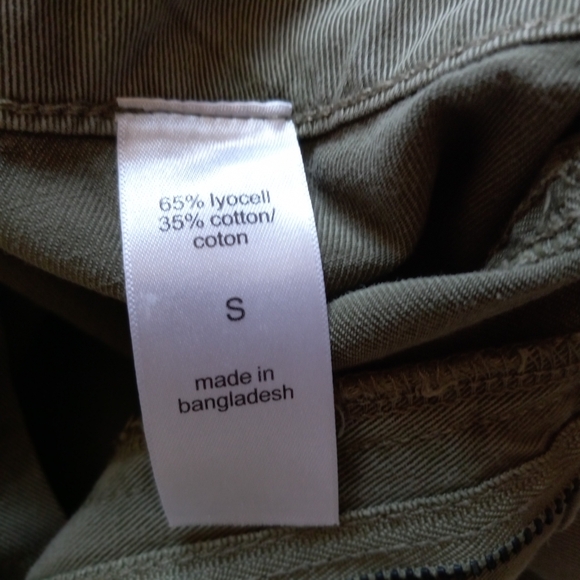 65% lyocell
35% cotton/
coton
S
made in
bangladesh